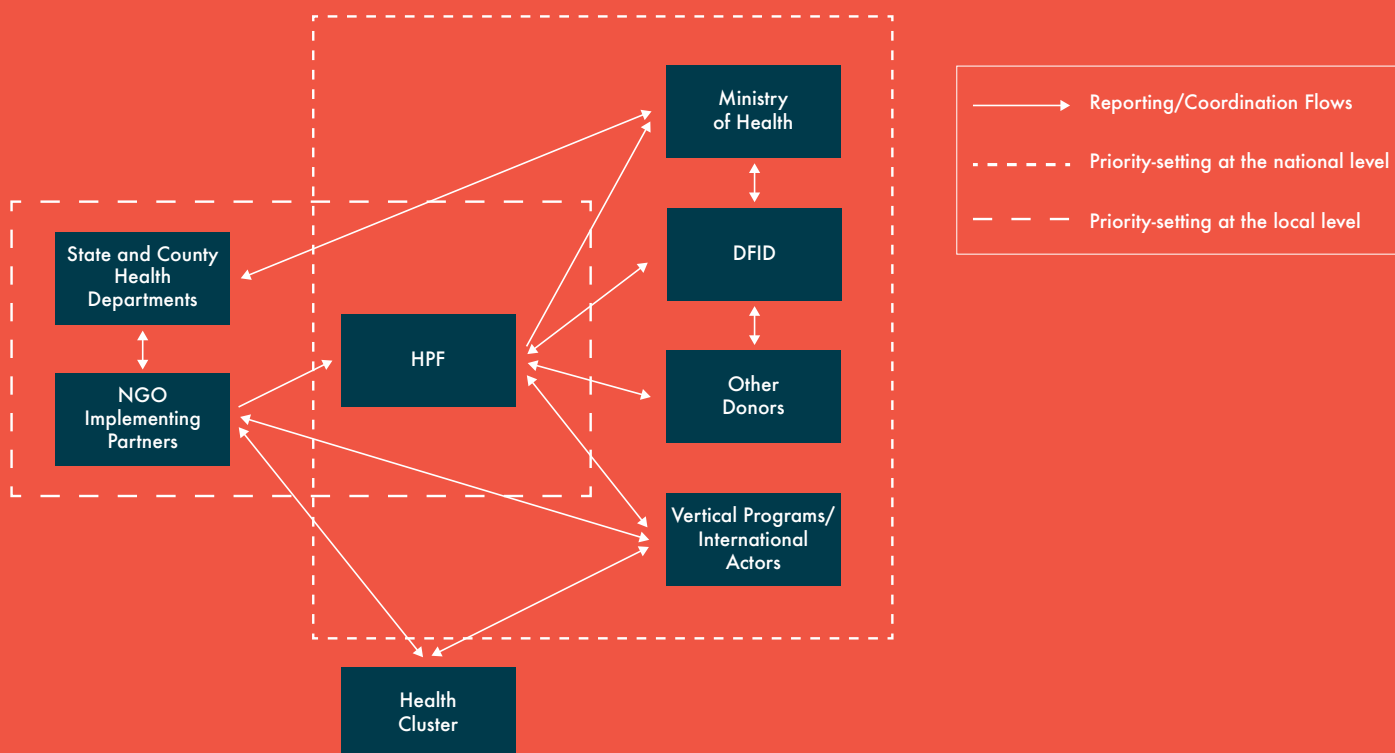 Ministry
of Health
State and County
Health
Departments
DFID
HPF
NGO
Implementing
Partners
Other
Donors
Vertical Programs/
International
Actors
Health
Cluster
Reporting/Coordination Flows
Priority-setting at the national level
Priority-setting at the local level